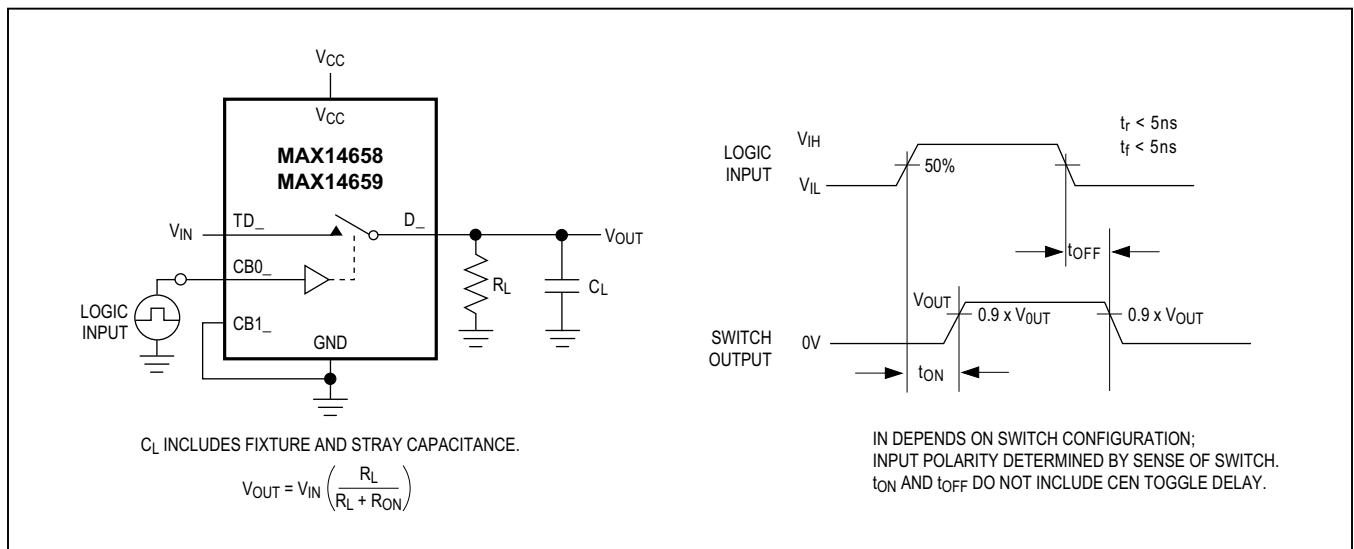 VCC
VCC
MAX14658
MAX14659
VIN
TD_
D_
VOUT
CB0_
RL
CL
LOGIC
INPUT
CB1_
GND
CL INCLUDES FIXTURE AND STRAY CAPACITANCE.
VOUT = VIN (RL / RL + RON)
LOGIC
INPUT
VIH
VIL
50%
tr < 5ns
tf < 5ns
tOFF
SWITCH
OUTPUT
VOUT
0V
0.9 x V0UT
0.9 x VOUT
tON
IN DEPENDS ON SWITCH CONFIGURATION;
INPUT POLARITY DETERMINED BY SENSE OF SWITCH.
tON AND tOFF DO NOT INCLUDE CEN TOGGLE DELAY.